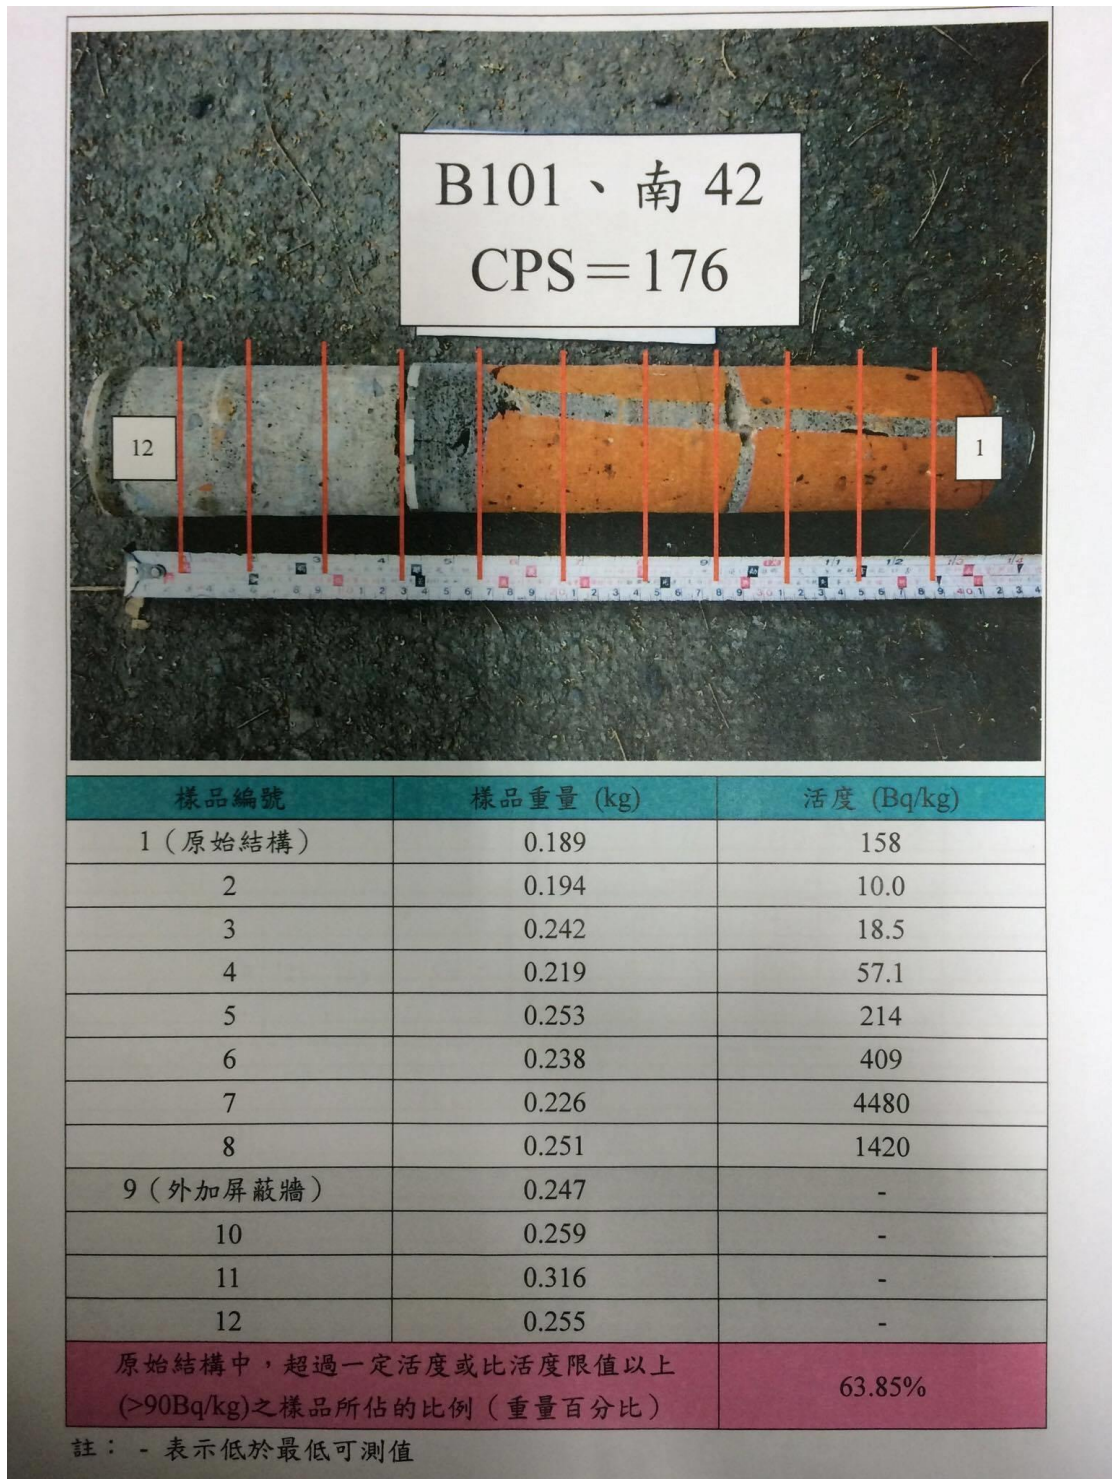 B101、南 42
CPS＝176
12
1
樣品編號 樣品重量 (kg) 活度 (Bq/kg)
1（原始結構） 0.189 158
2 0.194 10.0
3 0.242 18.5
4 0.219 57.1
5 0.253 214
6 0.238 409
7 0.226 4480
8 0.251 1420
9（外加屏蔽牆） 0.247 -
10 0.259 -
11 0.316 -
12 0.255 -
原始結構中，超過一定活度或比活度限值以上
(>90Bq/kg)之樣品所佔的比例（重量百分比） 63.85%
註： - 表示低於最低可測值